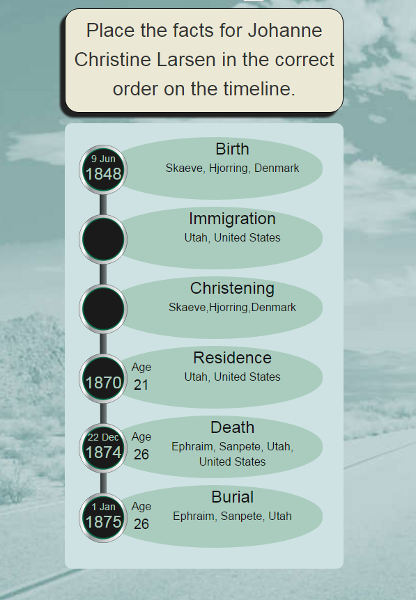 Place the facts for Johanne
Christine Larsen in the correct
order on the timeline.
9 Jun
1848
Birth
Skaeve, Hjorring, Denmark
Immigration
Utah, United States
Christening
Skaeve,Hjorring,Denmark
1870
Age
21
Residence
Utah, United States
22 Dec
1874
Age
26
Death
Ephraim, Sanpete, Utah,
United States
1 Jan
1875
Age
26
Burial
Ephraim, Sanpete, Utah